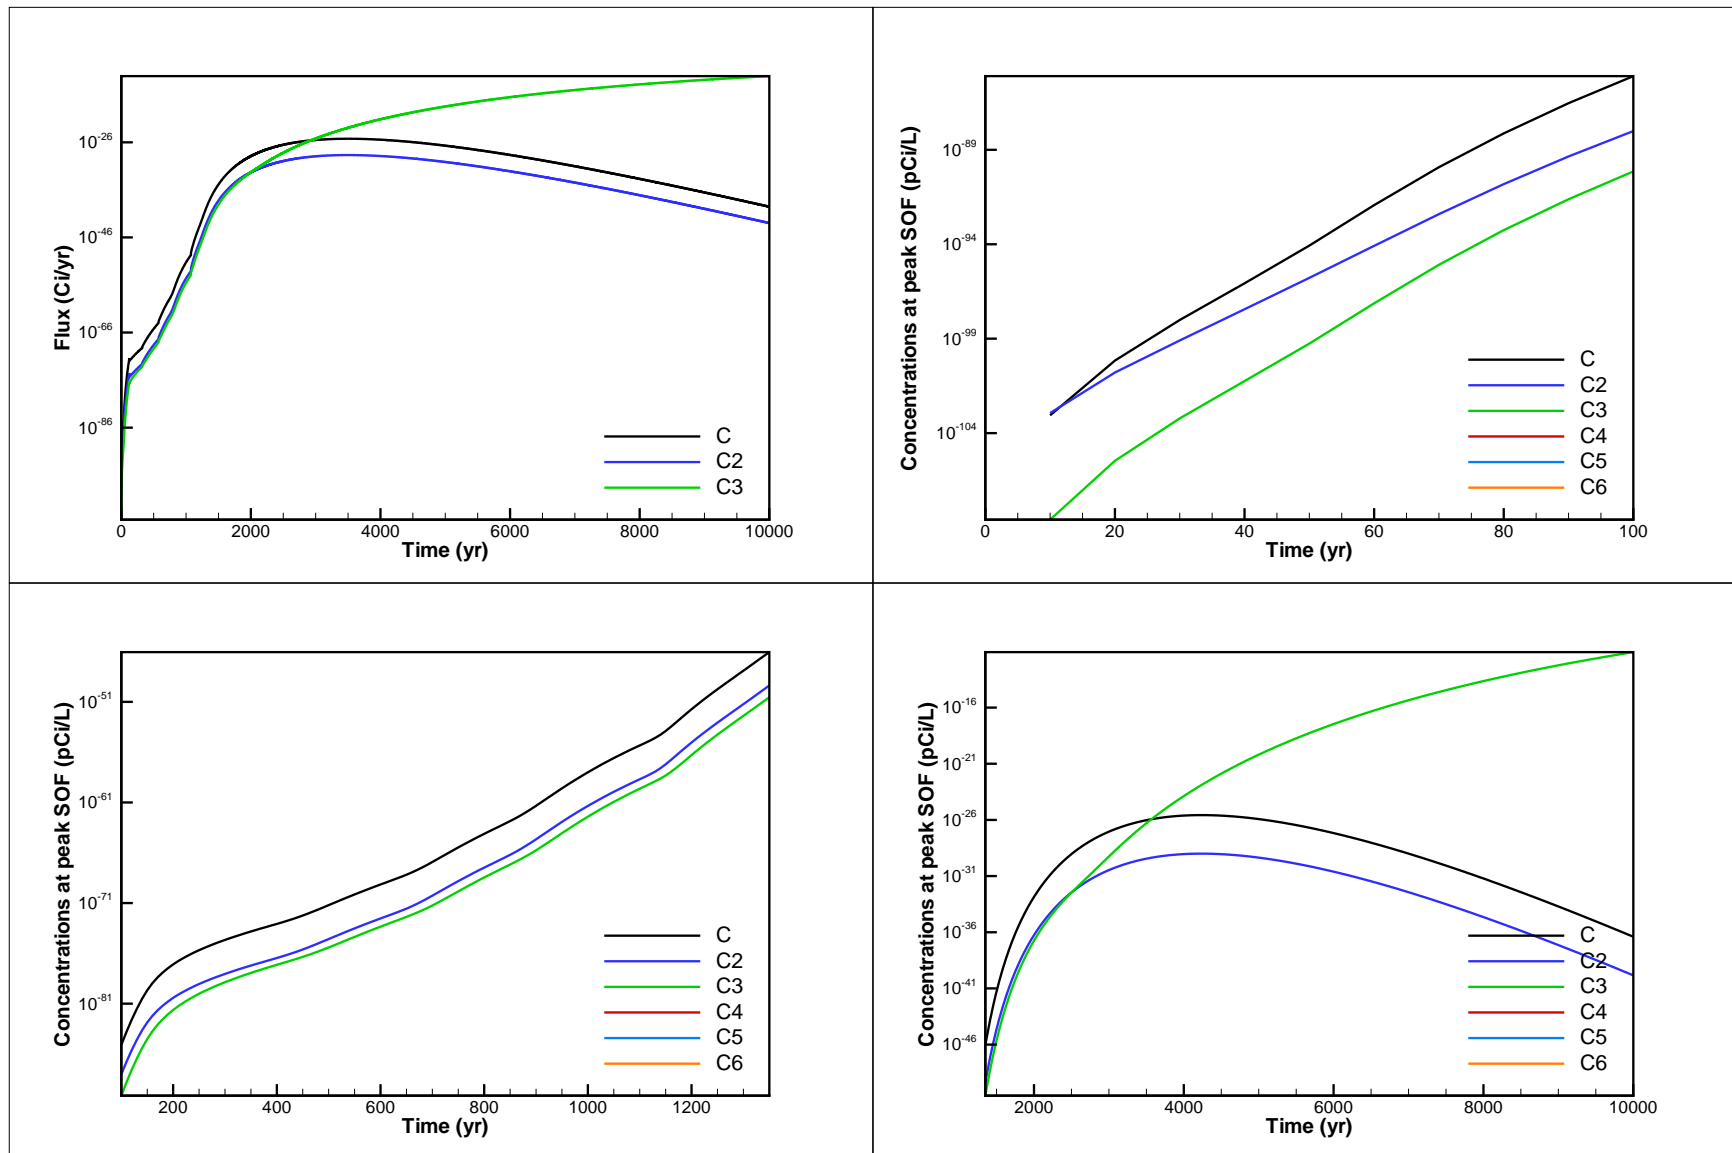 Flux (Ci/yr)
10-26
10-46
10-66
10-86
C
C2
C3
0 2000 4000 6000 8000 10000
Time (yr)
Concentrations at peak SOF (pCi/L)
10-89
10-94
10-99
10-104
C
C2
C3
C4
C5
C6
0 20 40 60 80 100
Time (yr)
Concentrations at peak SOF (pCi/L)
10-51
10-61
10-71
10-81
C
C2
C3
C4
C5
C6
200 400 600 800 1000 1200
Time (yr)
Concentrations at peak SOF (pCi/L)
10-16
10-21
10-26
10-31
10-36
10-41
10-46
C
C2
C3
C4
C5
C6
2000 4000 6000 8000 10000
Time (yr)